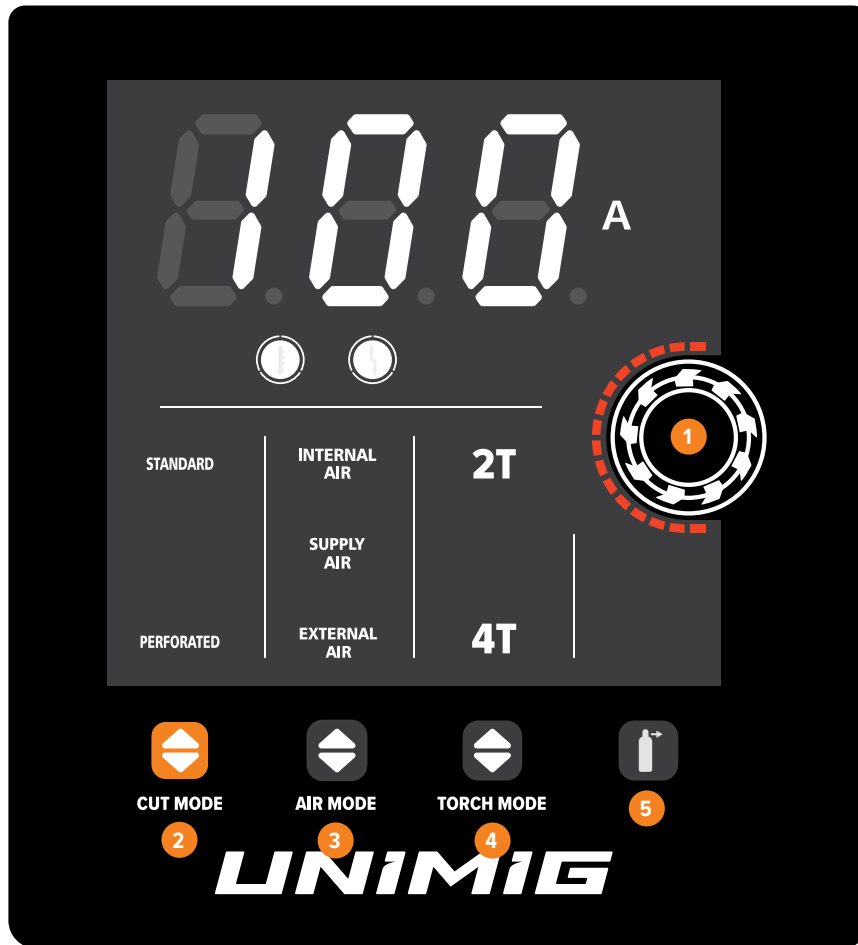 100 A
1
STANDARD
INTERNAL
AIR
2T
SUPPLY
AIR
PERFORATED
EXTERNAL
AIR
4T
CUT MODE
AIR MODE
TORCH MODE
5
2
3
4
UNIMIG